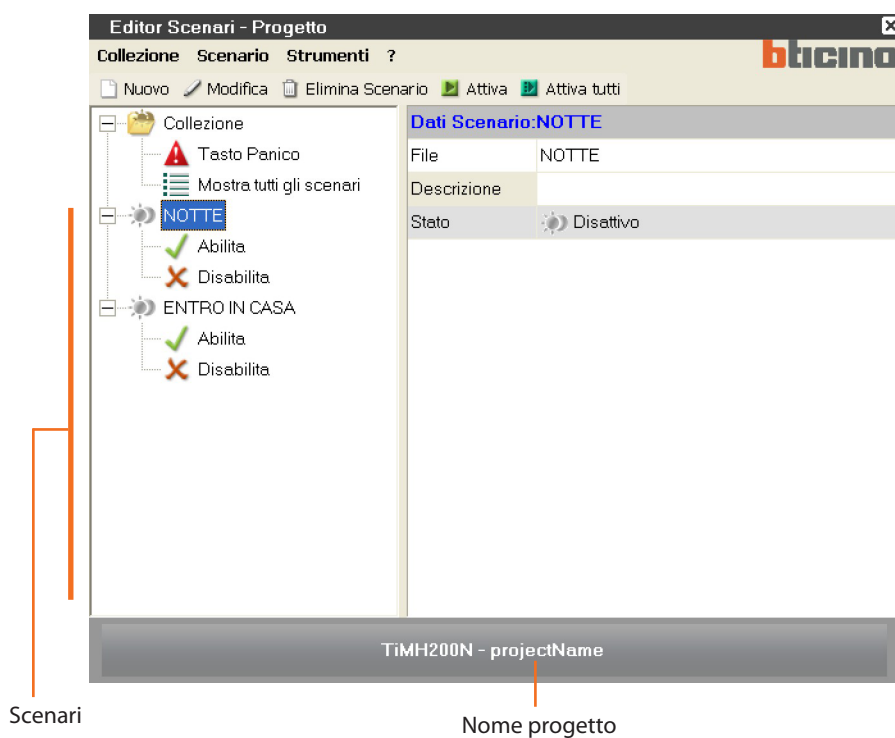 Editor Scenari - Progetto
Collezione Scenario Strumenti ?
bticino
Nuovo Modifica Elimina Scenario Attiva Attiva tutti
Collezione
Tasto Panico
Mostra tutti gli scenari
NOTTE
Abilita
Disabilita
ENTRO IN CASA
Abilita
Disabilita
Dati Scenario:NOTTE
File NOTTE
Descrizione
Stato Disattivo
TiMH200N - projectName
Scenari
Nome progetto